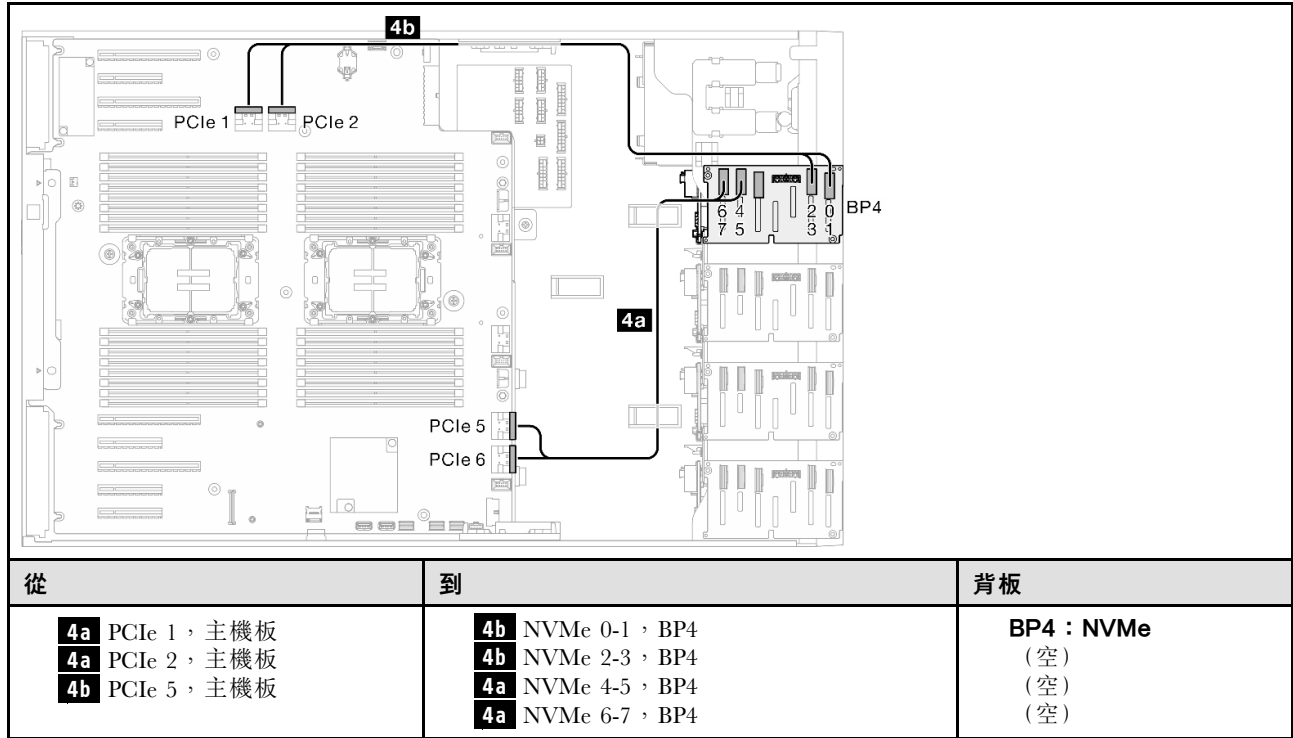 4b
PCIe 1
PCIe 2
6 4 2 0
7 5 3 1
BP4
4a
PCIe 5
PCIe 6
從 到 背板
4a PCIe 1，主機板
4a PCIe 2，主機板
4b PCIe 5，主機板
4b NVMe 0-1，BP4
4b NVMe 2-3，BP4
4a NVMe 4-5，BP4
4a NVMe 6-7，BP4
BP4：NVMe
（空）
（空）
（空）